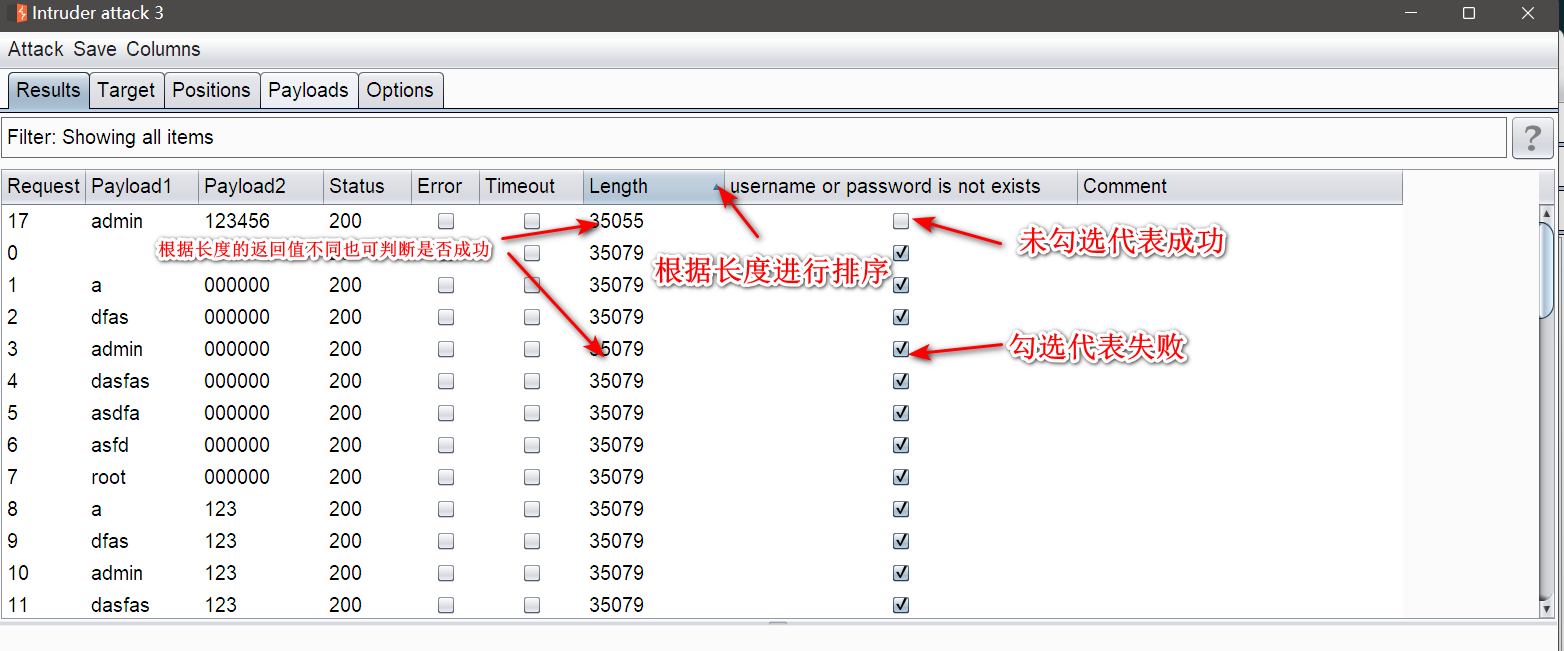 Intruder attack 3
Attack Save Columns
Results Target Positions Payloads Options
Filter: Showing all items
?
Request Payload1 Payload2 Status Error Timeout Length username or password is not exists Comment
17 admin 123456 200 35055
未勾选代表成功
根据长度的返回值不同也可判断是否成功
0 200 35079
根据长度进行排序
1 a 000000 200 35079
2 dfas 000000 200 35079
3 admin 000000 200 35079
勾选代表失败
4 dasfas 000000 200 35079
5 asdfa 000000 200 35079
6 asfd 000000 200 35079
7 root 000000 200 35079
8 a 123 200 35079
9 dfas 123 200 35079
10 admin 123 200 35079
11 dasfas 123 200 35079